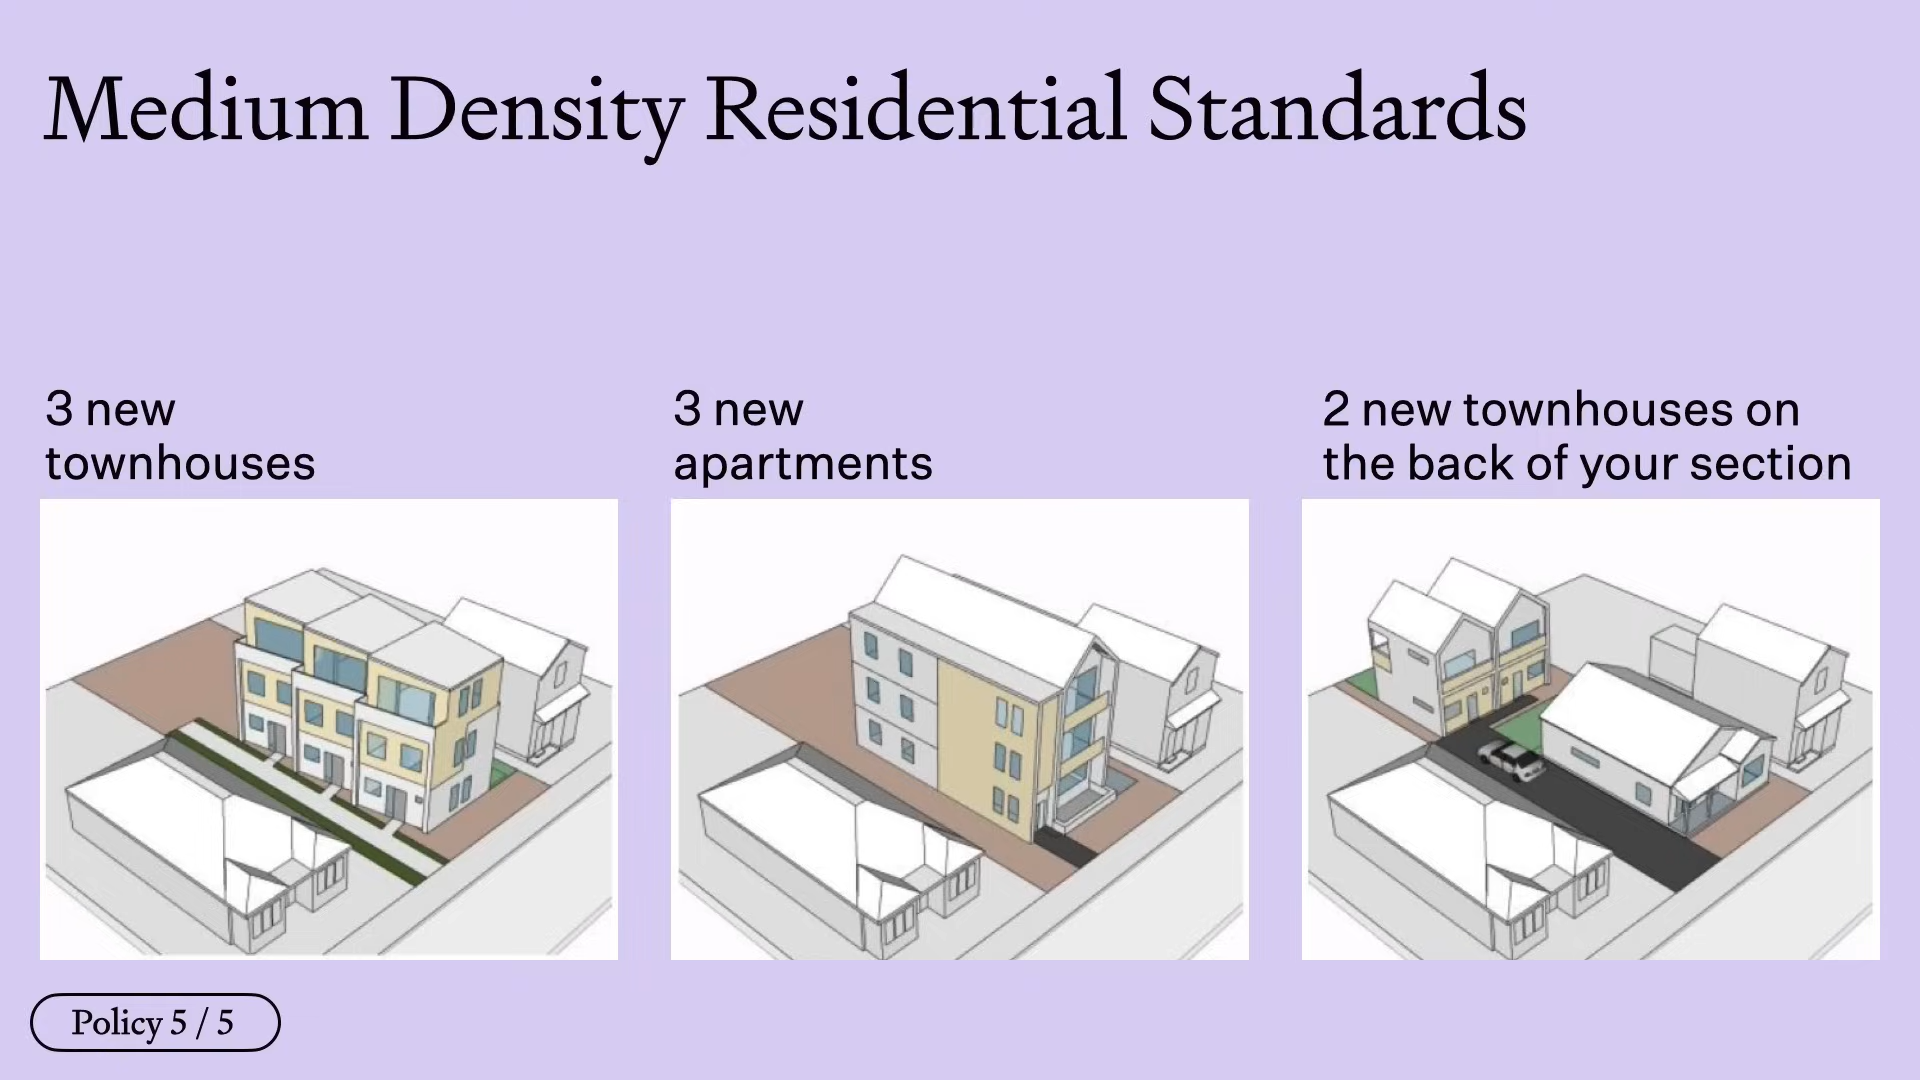 Medium Density Residential Standards
3 new
townhouses
3 new
apartments
2 new townhouses on
the back of your section
Policy 5 / 5